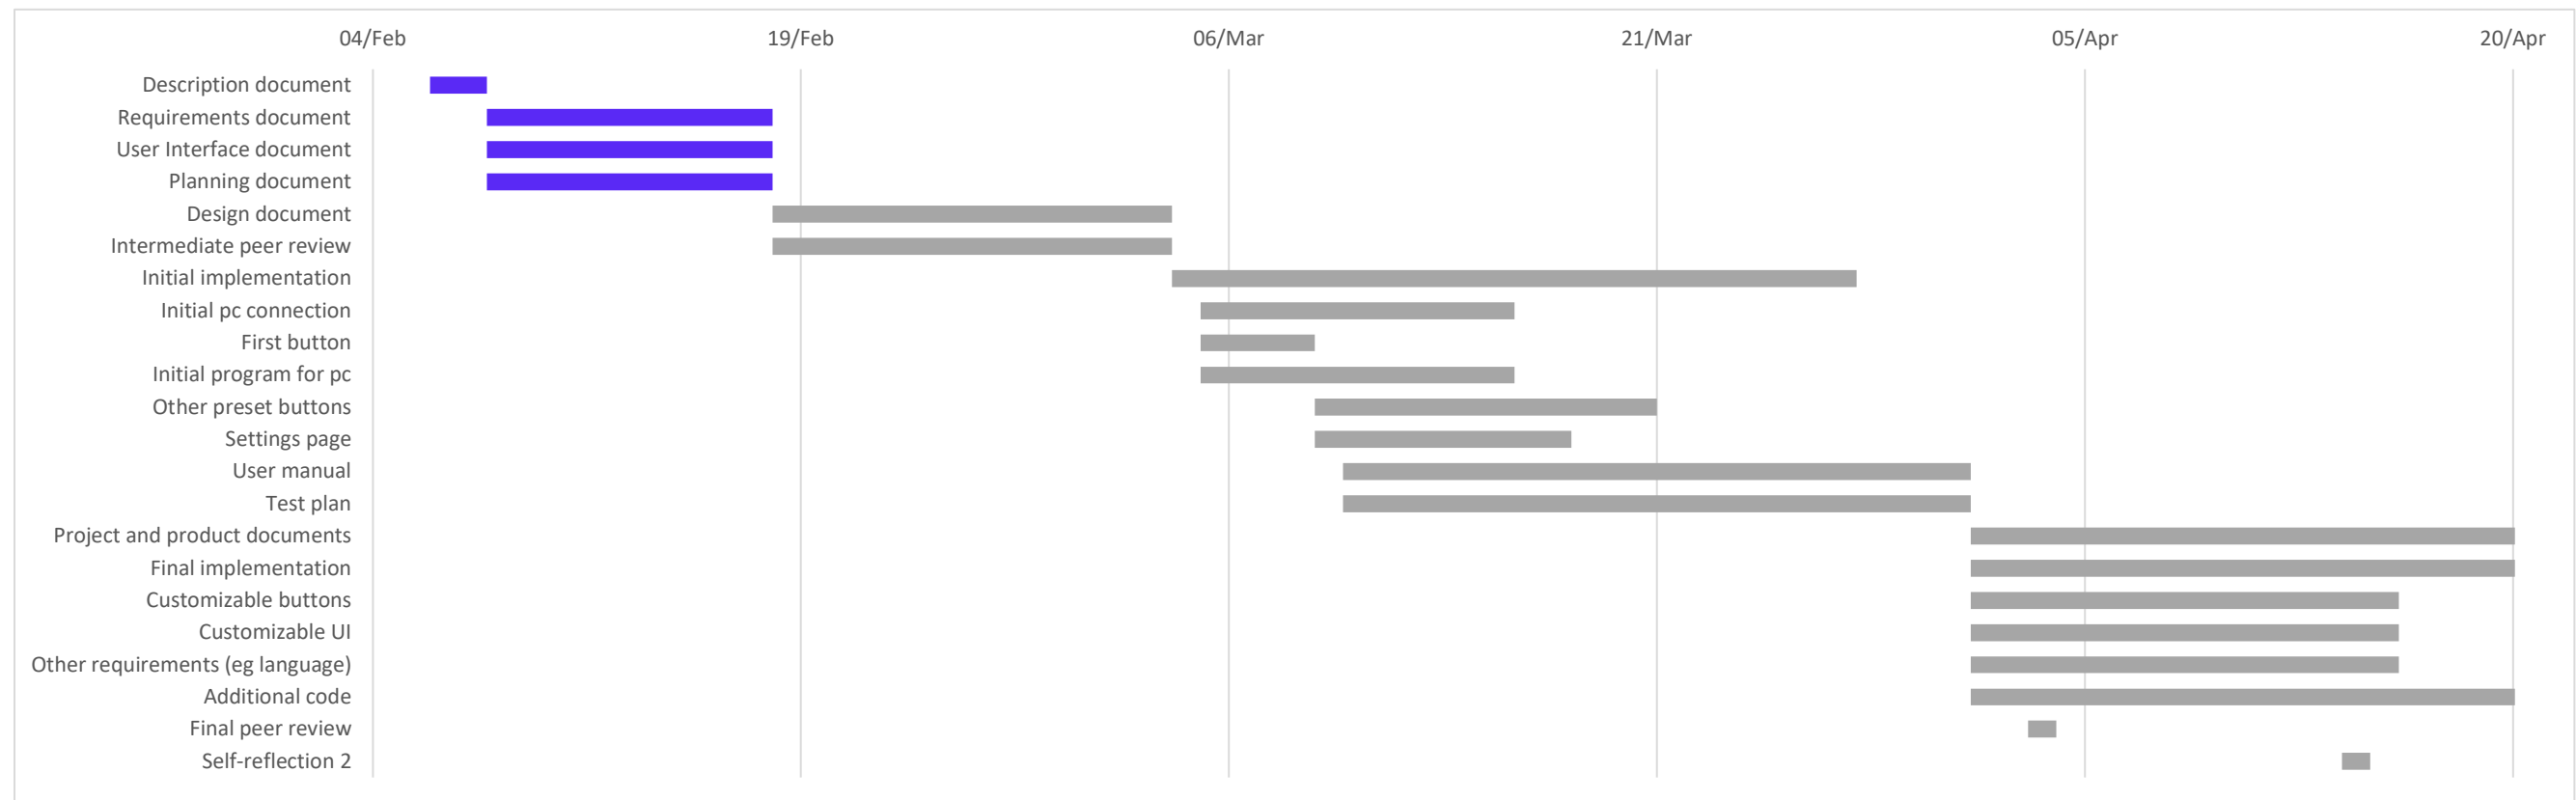 04/Feb 19/Feb 06/Mar 21/Mar 05/Apr 20/Apr
Description document
Requirements document
User Interface document
Planning document
Design document
Intermediate peer review
Initial implementation
Initial pc connection
First button
Initial program for pc
Other preset buttons
Settings page
User manual
Test plan
Project and product documents
Final implementation
Customizable buttons
Customizable UI
Other requirements (eg language)
Additional code
Final peer review
Self-reflection 2